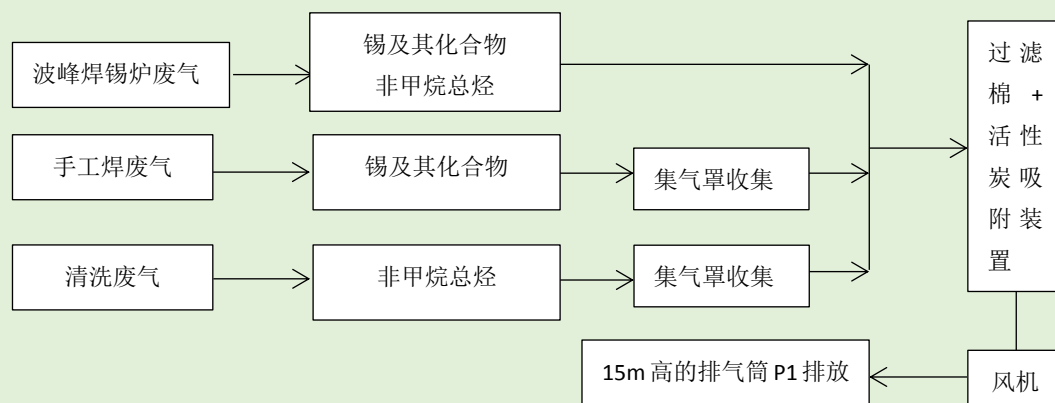 锡及其化合物
非甲烷总烃
波峰焊锡炉废气
手工焊废气
锡及其化合物
集气罩收集
清洗废气
非甲烷总烃
集气罩收集
过滤
棉 +
活性
炭吸
附装
置
15m 高的排气筒 P1 排放
风机